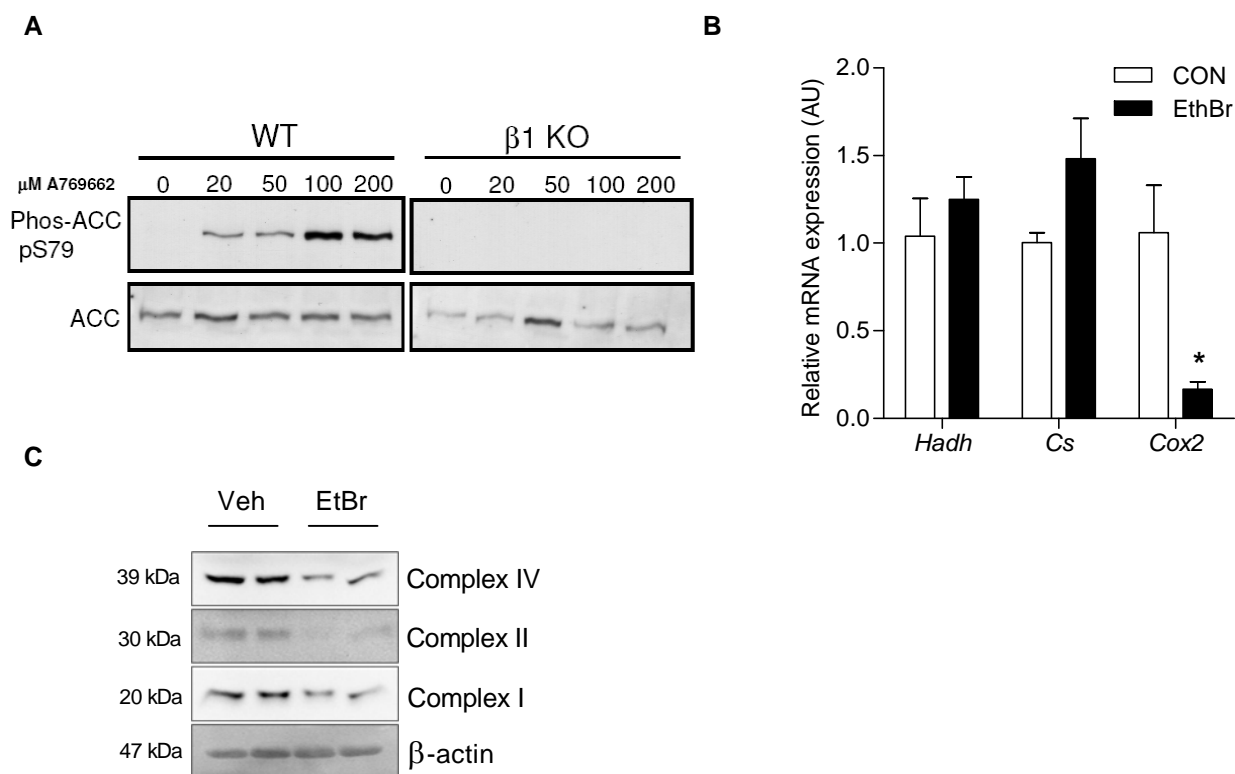 A
WT
β1 KO
μM A769662 0 20 50 100 200 0 20 50 100 200
Phos-ACC
pS79
ACC
B
Relative mRNA expression (AU)
2.0
1.5
1.0
0.5
0.0
CON
EthBr
*
Hadh Cs Cox2
C
Veh EtBr
39 kDa Complex IV
30 kDa Complex II
20 kDa Complex I
47 kDa β-actin